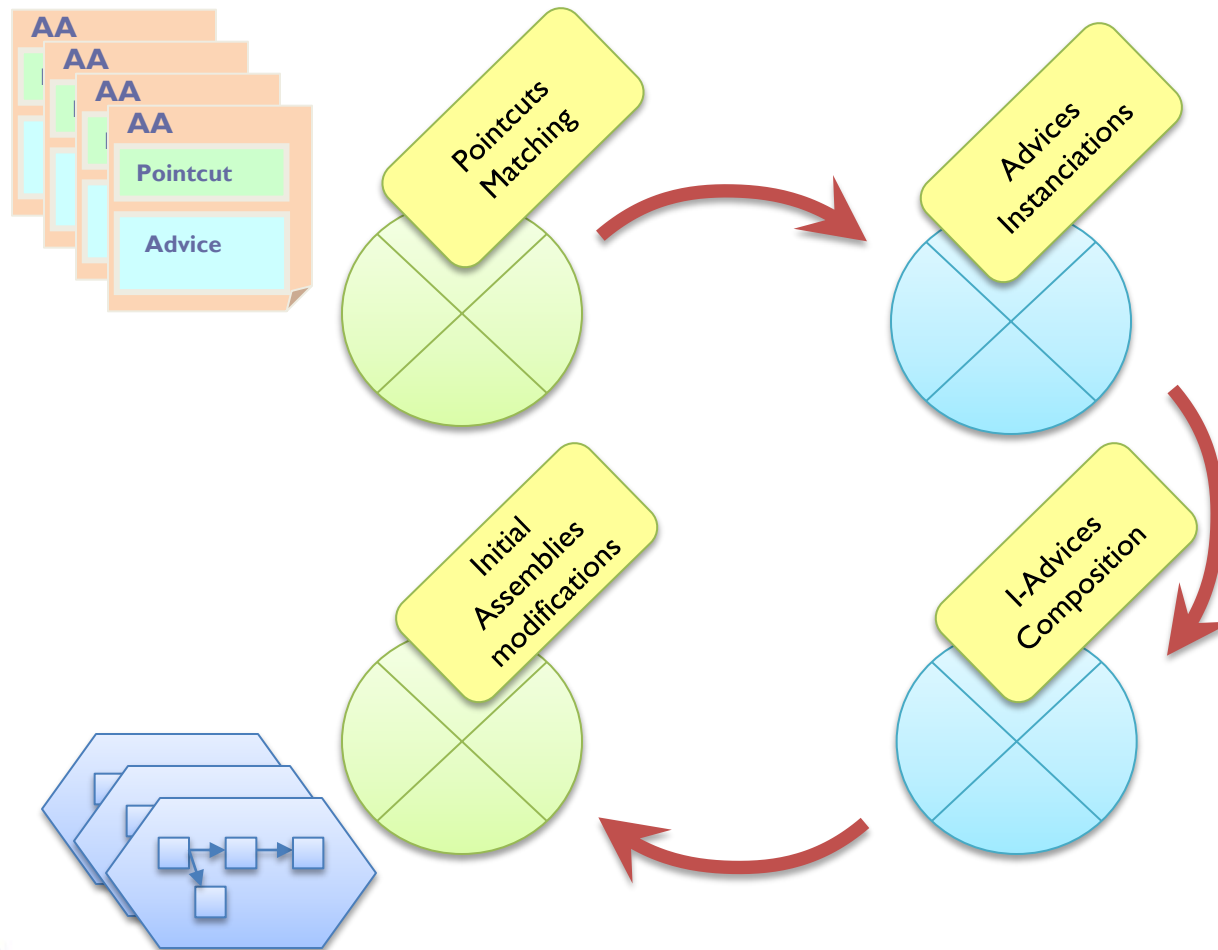 AA
AA
AA
AA
Pointcut
Advice
Pointcuts
Matching
Advices
Instanciations
Initial
Assemblies
modifications
I-Advices
Composition